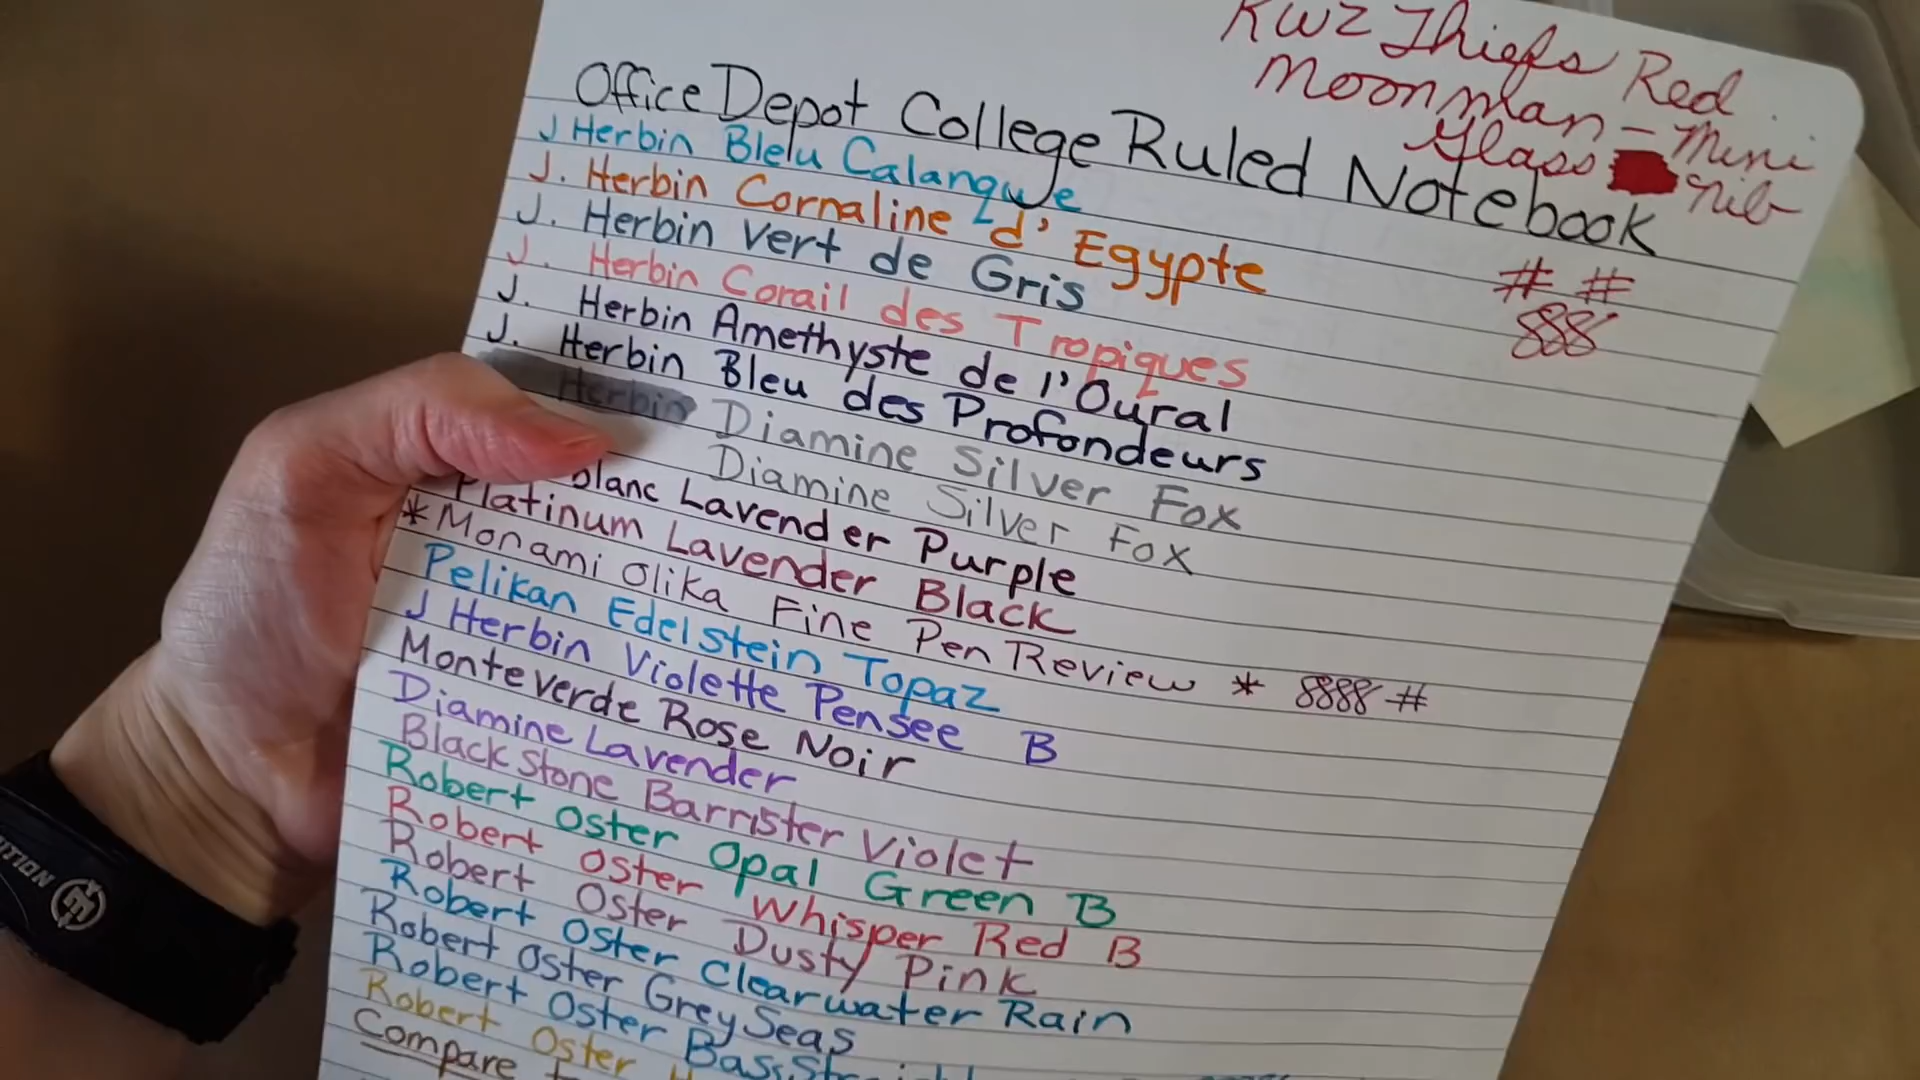 KWZ Thiefs Red
Moonman - Mini
Glass Nib
Office Depot College Ruled Notebook
J Herbin Bleu Calanque
J. Herbin Cornaline d'Egypte
J. Herbin Vert de Gris
J. Herbin Corail des Tropiques
J. Herbin Amethyste de l'Oural
J. Herbin Bleu des Profondeurs
Herbin Diamine Silver Fox
Diamine Silver Fox
blanc Lavender Purple
Platinum Lavender Black
*Monami Olika Fine Pen Review * 8888 #
Pelikan Edelstein Topaz
J Herbin Violette Pensee B
Monteverde Rose Noir
Diamine Lavender
Blackstone Barrister Violet
Robert Oster Opal Green B
Robert Oster Whisper Red B
Robert Oster Dusty Pink
Robert Oster Clearwater Rain
Robert Oster Grey Seas
Robert Oster Bass
Robert Oster
Compare
# #
888